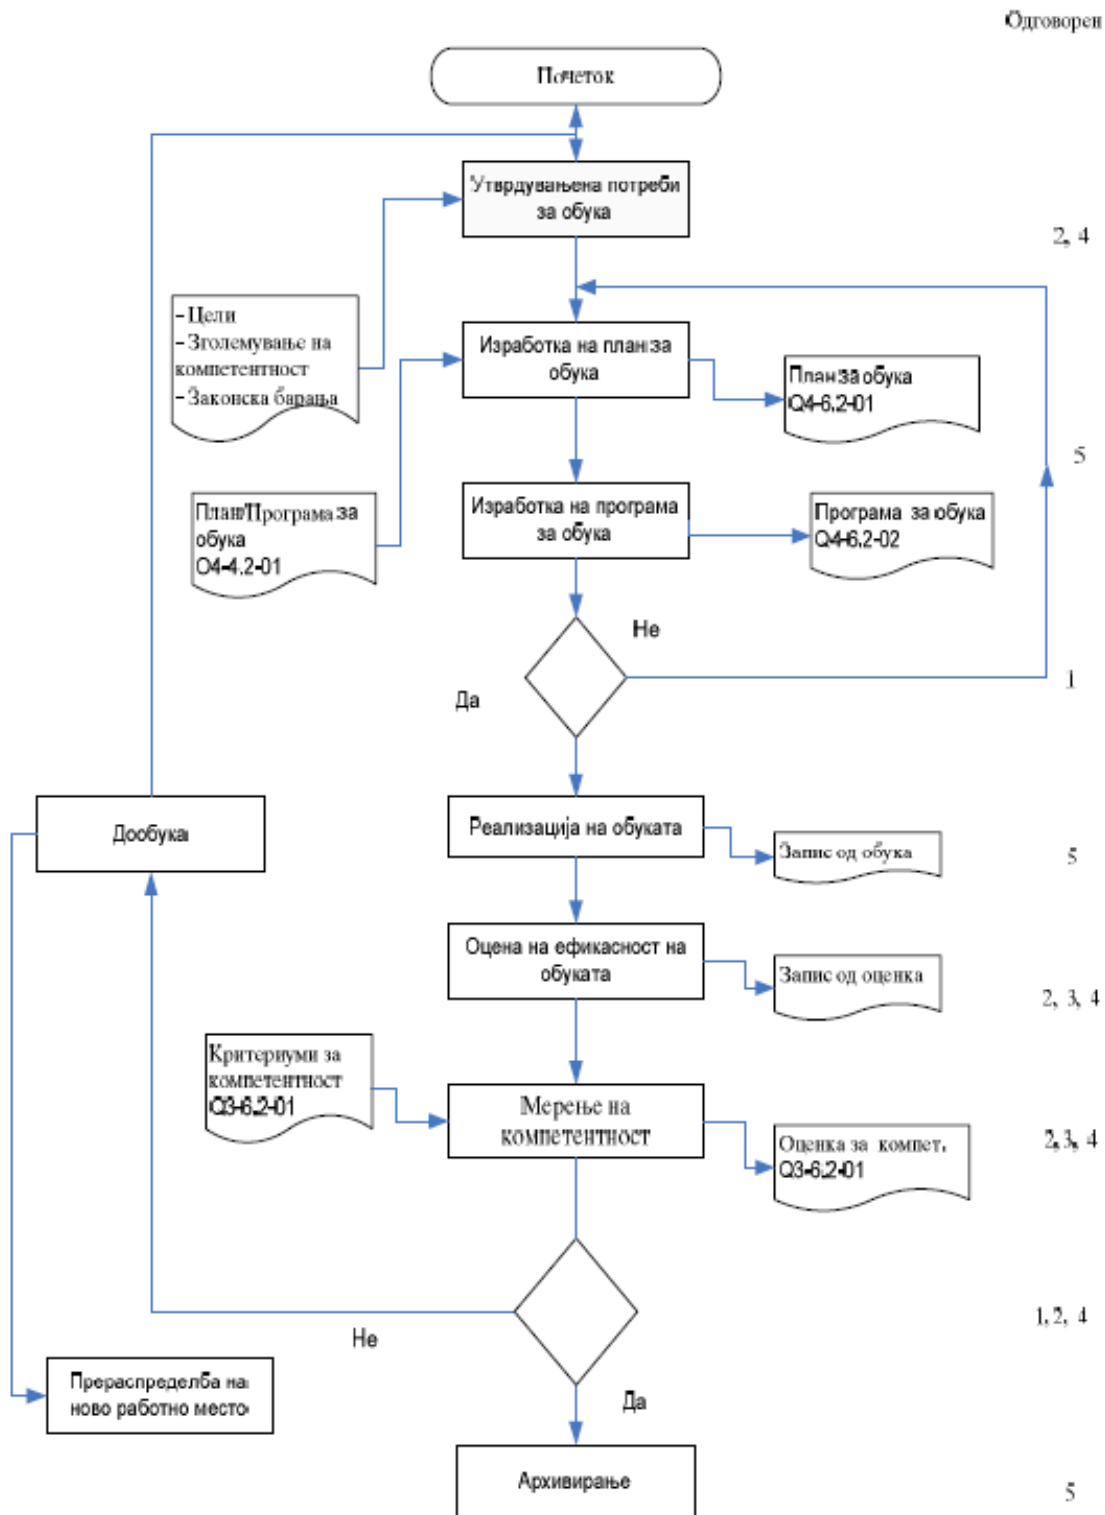 Одговорен
Почеток
Утврдувањена потреби
за обука
2, 4
- Цели
- Зголемување на
компетентност
- Законска барања
Изработка на план за
обука
План за обука
Q4-6.2-01
5
План/Програма за
обука
Q4-4.2-01
Изработка на програма
за обука
Програма за обука
Q4-6.2-02
Не
Да
1
Дообука
Реализација на обуката
Запис од обука
5
Оцена на ефикасност на
обуката
Запис од оценка
2, 3, 4
Критериуми за
компетентност
Q3-6.2-01
Мерење на
компетентност
Оценка за компет.
Q3-6.2-01
2,3, 4
1, 2, 4
Не
Прераспределба на
ново работно место
Да
Архивирање
5